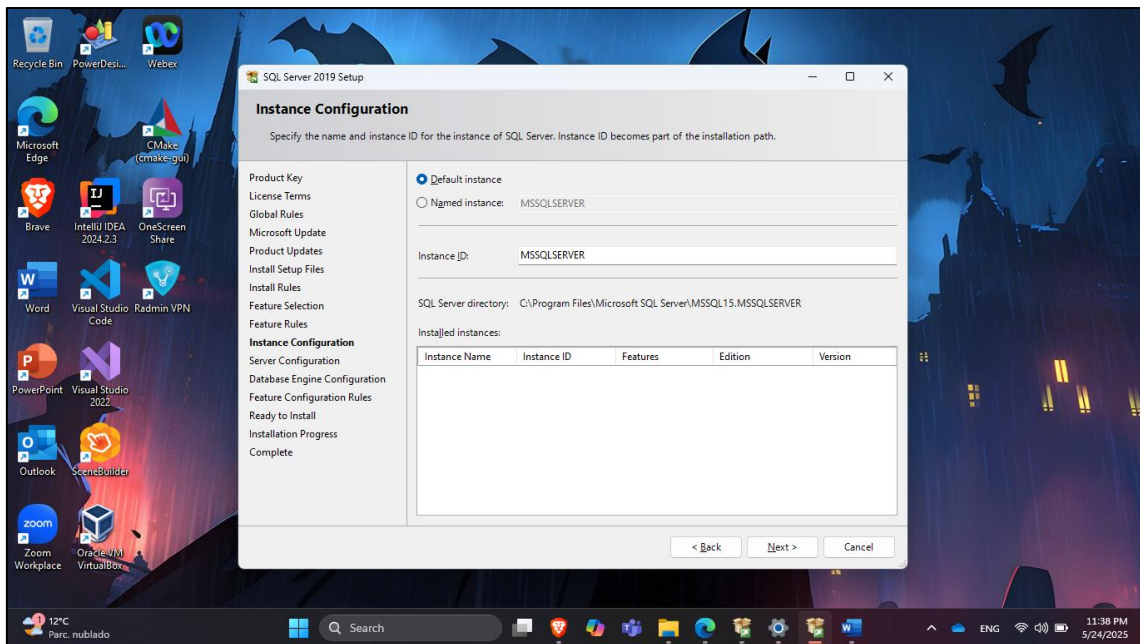 Recycle Bin
PowerDesi...
Webex
Microsoft
Edge
CMake
(cmake-gui)
Brave
IntelliJ IDEA
2024.2.3
OneScreen
Share
Word
Visual Studio
Code
Radmin VPN
PowerPoint
Visual Studio
2022
Outlook
SceneBuilder
zoom
Zoom
Workplace
Oracle VM
VirtualBox
SQL Server 2019 Setup
Instance Configuration
Specify the name and instance ID for the instance of SQL Server. Instance ID becomes part of the installation path.
Product Key
License Terms
Global Rules
Microsoft Update
Product Updates
Install Setup Files
Install Rules
Feature Selection
Feature Rules
Instance Configuration
Server Configuration
Database Engine Configuration
Feature Configuration Rules
Ready to Install
Installation Progress
Complete
Default instance
Named instance: MSSQLSERVER
Instance ID: MSSQLSERVER
SQL Server directory: C:\Program Files\Microsoft SQL Server\MSSQL15.MSSQLSERVER
Installed instances:
Instance Name Instance ID Features Edition Version
< Back Next > Cancel
1
12°C
Parc. nublado
Search
ENG
11:38 PM
5/24/2025